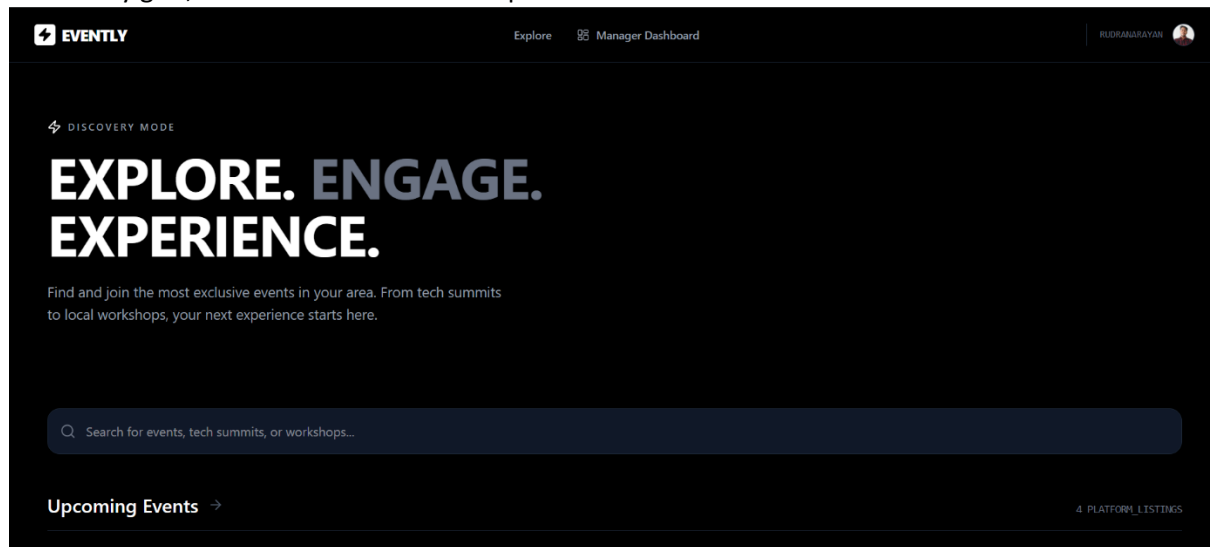 EVENTLY
Explore
Manager Dashboard
RUDRANARAYAN
DISCOVERY MODE
EXPLORE. ENGAGE.
EXPERIENCE.
Find and join the most exclusive events in your area. From tech summits
to local workshops, your next experience starts here.
Search for events, tech summits, or workshops...
Upcoming Events →
4 PLATFORM_LISTINGS